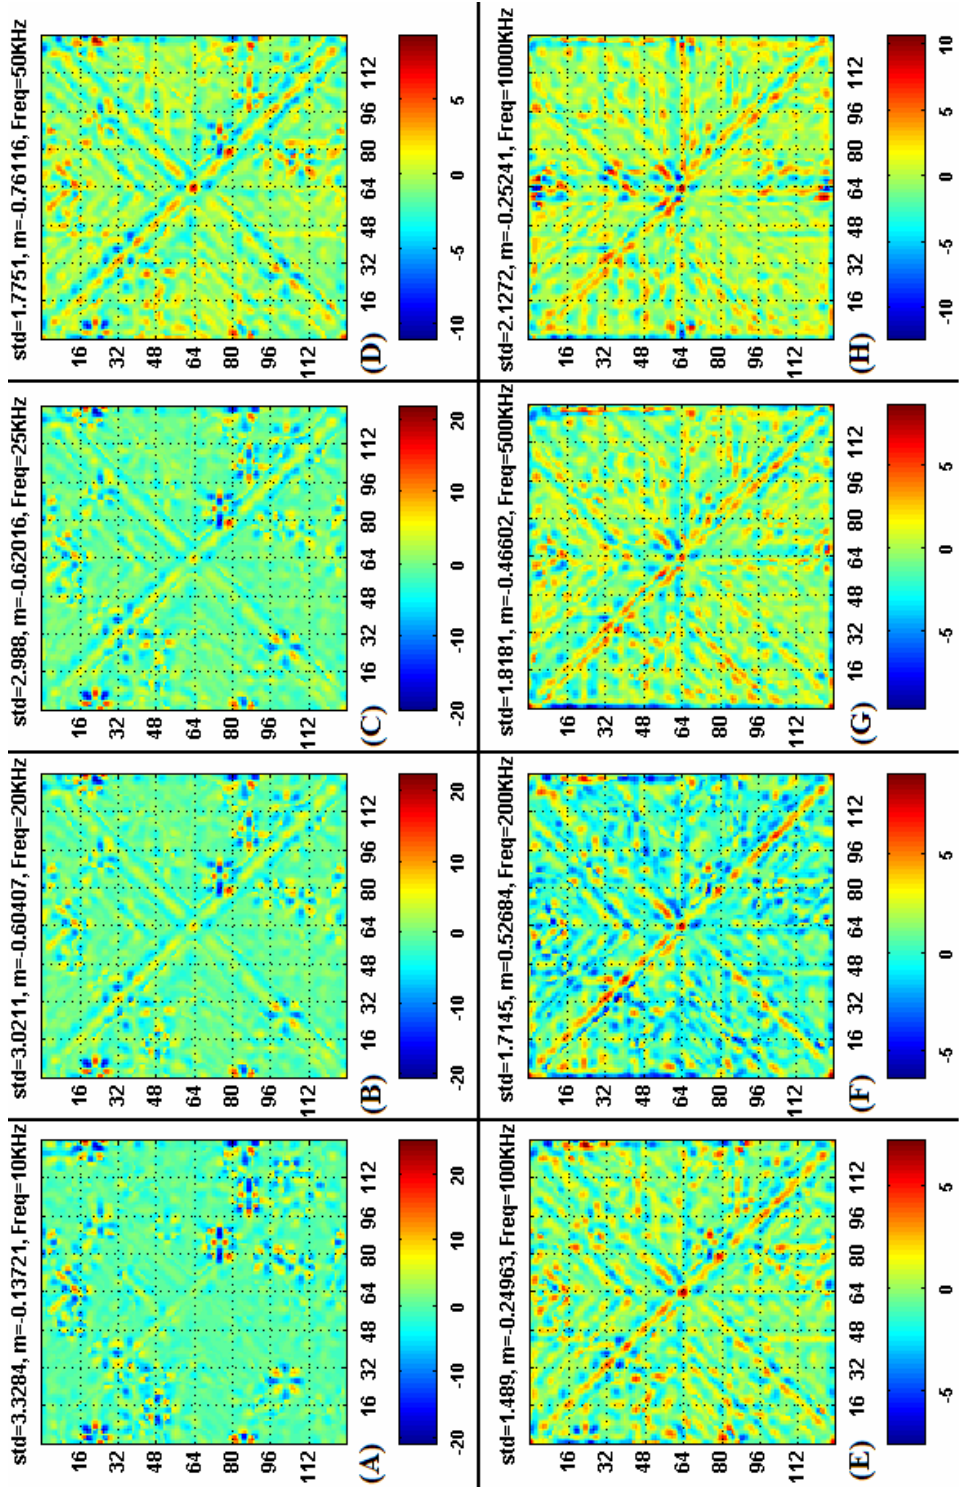 std=3.3284, m=-0.13721, Freq=10KHz
16
32
48
64
80
96
112
16 32 48 64 80 96 112
(A)
-20 -10 0 10 20
std=3.0211, m=-0.60407, Freq=20KHz
16
32
48
64
80
96
112
16 32 48 64 80 96 112
(B)
-20 -10 0 10 20
std=2.988, m=-0.62016, Freq=25KHz
16
32
48
64
80
96
112
16 32 48 64 80 96 112
(C)
-20 -10 0 10 20
std=1.7751, m=-0.76116, Freq=50KHz
16
32
48
64
80
96
112
16 32 48 64 80 96 112
(D)
-10 -5 0 5
std=1.489, m=-0.24963, Freq=1000KHz
16
32
48
64
80
96
112
16 32 48 64 80 96 112
(E)
-5 0 5
std=1.7145, m=0.52684, Freq=200KHz
16
32
48
64
80
96
112
16 32 48 64 80 96 112
(F)
-5 0 5
std=1.8181, m=-0.46602, Freq=500KHz
16
32
48
64
80
96
112
16 32 48 64 80 96 112
(G)
-5 0 5
std=2.1272, m=-0.25241, Freq=1000KHz
16
32
48
64
80
96
112
16 32 48 64 80 96 112
(H)
-10 -5 0 5 10